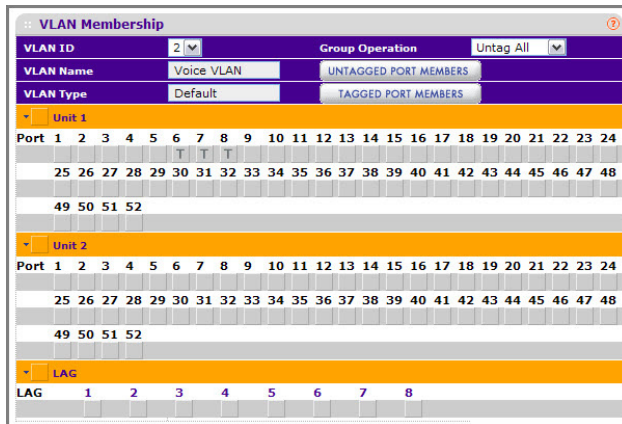 :: VLAN Membership ?
VLAN ID 2 Group Operation Untag All
VLAN Name Voice VLAN UNTAGGED PORT MEMBERS
VLAN Type Default TAGGED PORT MEMBERS
Unit 1
Port 1 2 3 4 5 6 7 8 9 10 11 12 13 14 15 16 17 18 19 20 21 22 23 24
T T T
25 26 27 28 29 30 31 32 33 34 35 36 37 38 39 40 41 42 43 44 45 46 47 48
49 50 51 52
Unit 2
Port 1 2 3 4 5 6 7 8 9 10 11 12 13 14 15 16 17 18 19 20 21 22 23 24
25 26 27 28 29 30 31 32 33 34 35 36 37 38 39 40 41 42 43 44 45 46 47 48
49 50 51 52
LAG
LAG 1 2 3 4 5 6 7 8